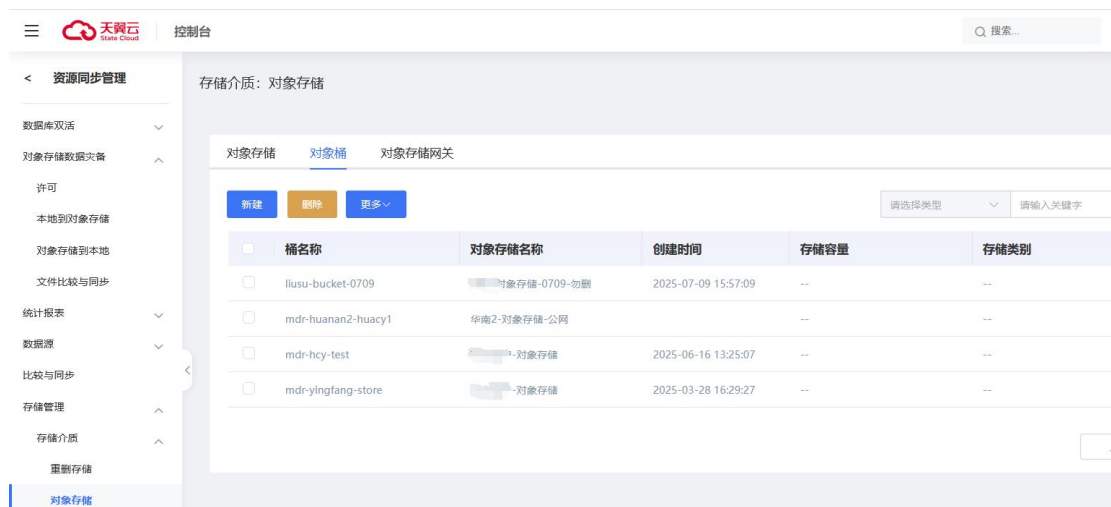 天翼云
State Cloud
控制台
搜索...
< 资源同步管理
存储介质：对象存储
数据库双活
对象存储数据灾备
许可
本地到对象存储
对象存储到本地
文件比较与同步
统计报表
数据源
比较与同步
存储管理
存储介质
重删存储
对象存储
对象存储 对象桶 对象存储网关
新建 删除 更多 请选择类型 请输入关键字
桶名称 对象存储名称 创建时间 存储容量 存储类别
liusu-bucket-0709 对象存储-0709-勿删 2025-07-09 15:57:09 -- --
mdr-huanan2-huacy1 华南2-对象存储-公网 -- --
mdr-hcy-test -对象存储 2025-06-16 13:25:07 -- --
mdr-yingfang-store -对象存储 2025-03-28 16:29:27 -- --